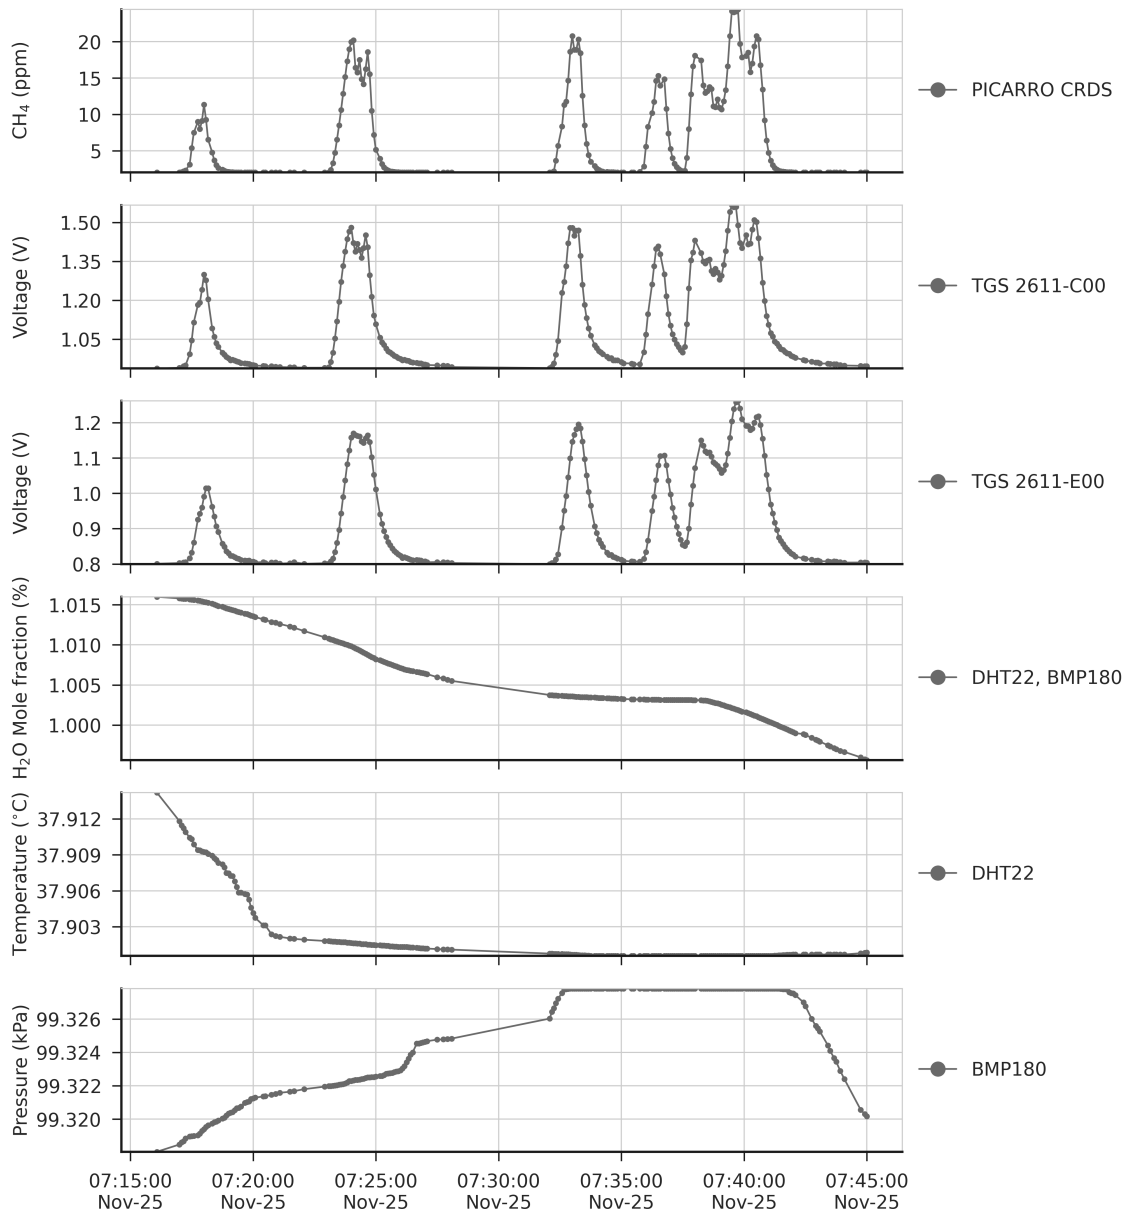 CH4 (ppm)
20
15
10
5
PICARRO CRDS
Voltage (V)
1.50
1.35
1.20
1.05
TGS 2611-C00
Voltage (V)
1.2
1.1
1.0
0.9
0.8
TGS 2611-E00
H2O Mole fraction (%)
1.015
1.010
1.005
1.000
DHT22, BMP180
Temperature (°C)
37.912
37.909
37.906
37.903
DHT22
Pressure (kPa)
99.326
99.324
99.322
99.320
BMP180
07:15:00 07:20:00 07:25:00 07:30:00 07:35:00 07:40:00 07:45:00
Nov-25 Nov-25 Nov-25 Nov-25 Nov-25 Nov-25 Nov-25